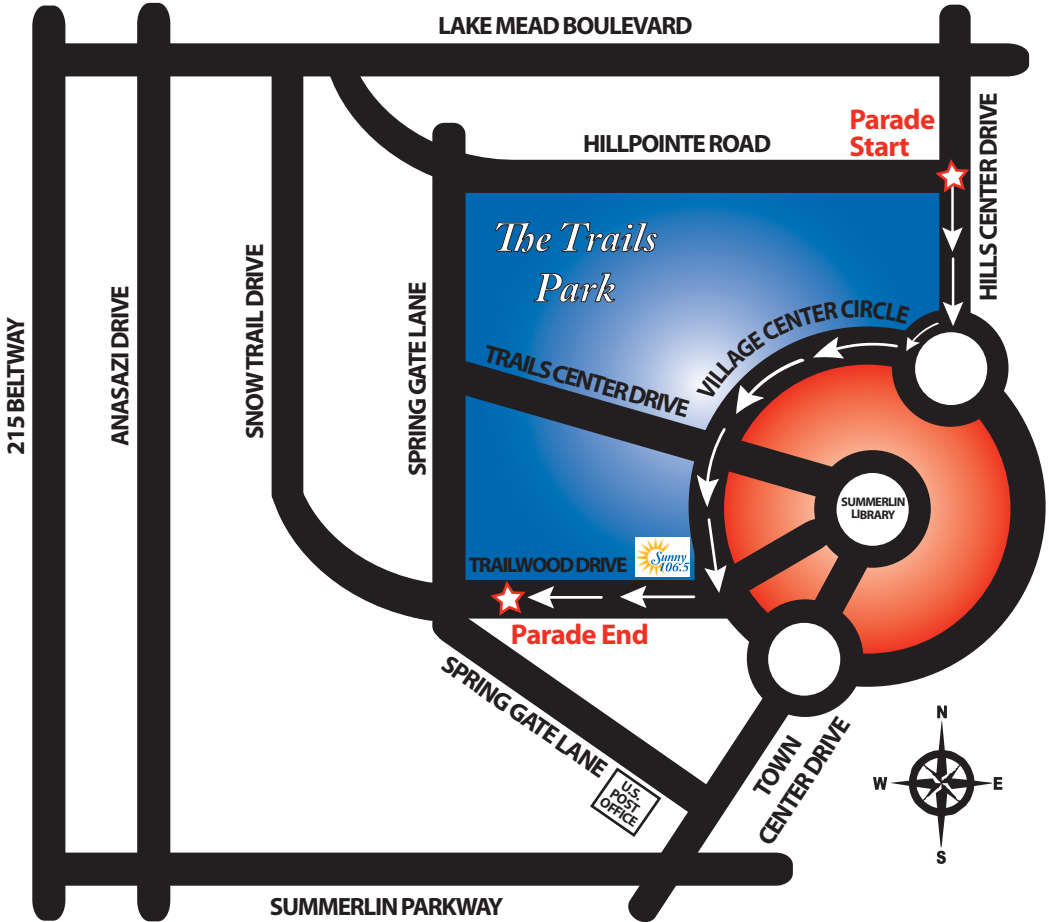 LAKE MEAD BOULEVARD
Parade
Start
HILLPOINTE ROAD
HILLS CENTER DRIVE
The Trails
Park
215 BELTWAY
ANASAZI DRIVE
SNOW TRAIL DRIVE
SPRING GATE LANE
VILLAGE CENTER CIRCLE
TRAILS CENTER DRIVE
SUMMERLIN
LIBRARY
TRAILWOOD DRIVE
Sunny
106.5
Parade End
SPRING GATE LANE
U.S.
POST
OFFICE
TOWN
CENTER DRIVE
N
W
E
S
SUMMERLIN PARKWAY